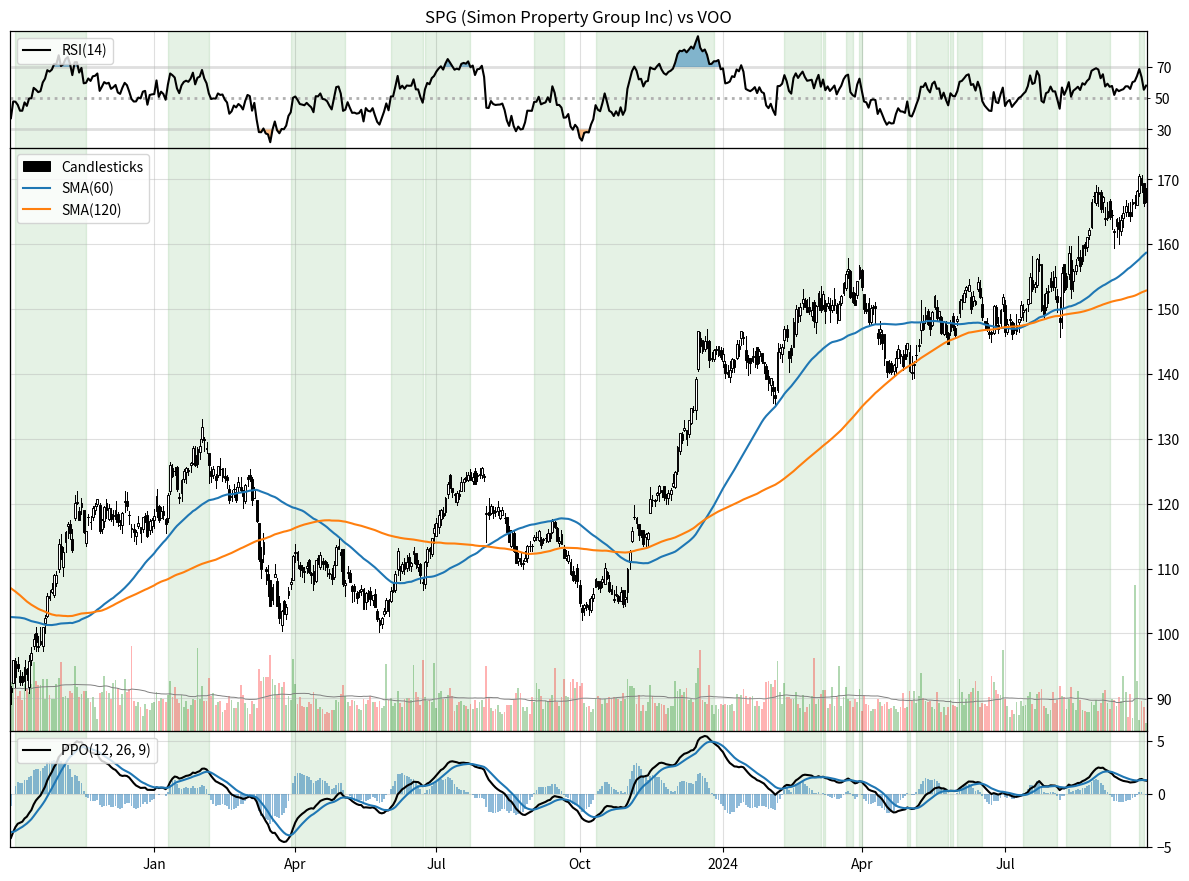 SPG (Simon Property Group Inc) vs VOO
RSI(14)
70
50
30
Candlesticks
SMA(60)
SMA(120)
170
160
150
140
130
120
110
100
90
PPO(12, 26, 9)
5
0
−5
Jan Apr Jul Oct 2024 Apr Jul